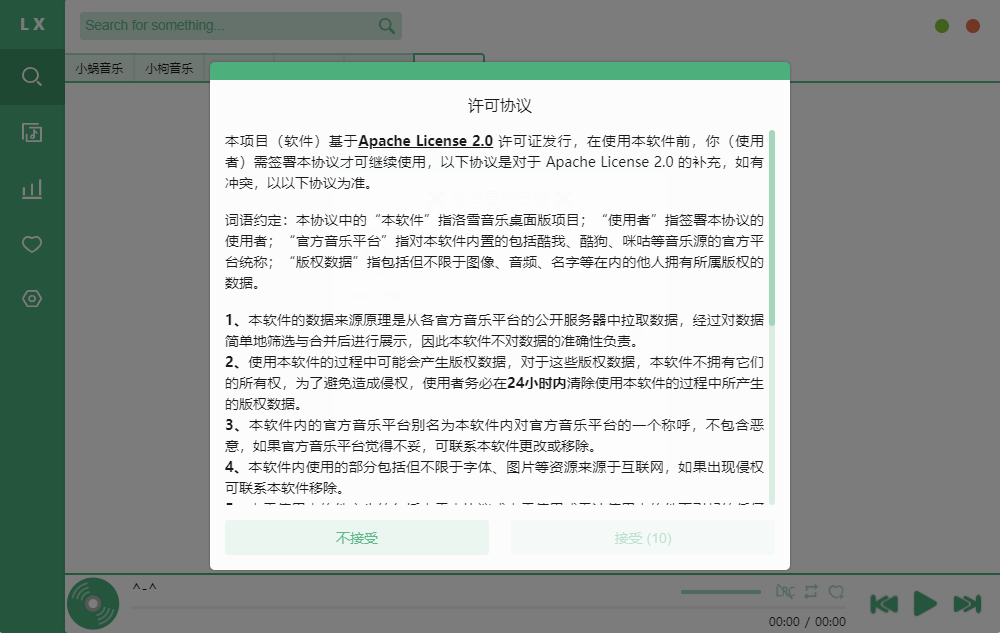 LX
Search for something...
小蜗音乐 小枸音乐
许可协议
本项目（软件）基于Apache License 2.0 许可证发行，在使用本软件前，你（使用
者）需签署本协议才可继续使用，以下协议是对于 Apache License 2.0 的补充，如有
冲突，以以下协议为准。
词语约定：本协议中的“本软件”指洛雪音乐桌面版项目；“使用者”指签署本协议的
使用者；“官方音乐平台”指对本软件内置的包括酷我、酷狗、咪咕等音乐源的官方平
台统称；“版权数据”指包括但不限于图像、音频、名字等在内的他人拥有所属版权的
数据。
1、本软件的数据来源原理是从各官方音乐平台的公开服务器中拉取数据，经过对数据
简单地筛选与合并后进行展示，因此本软件不对数据的准确性负责。
2、使用本软件的过程中可能会产生版权数据，对于这些版权数据，本软件不拥有它们
的所有权，为了避免造成侵权，使用者务必在24小时内清除使用本软件的过程中所产生
的版权数据。
3、本软件内的官方音乐平台别名为本软件内对官方音乐平台的一个称呼，不包含恶
意，如果官方音乐平台觉得不妥，可联系本软件更改或移除。
4、本软件内使用的部分包括但不限于字体、图片等资源来源于互联网，如果出现侵权
可联系本软件移除。
不接受 接受 (10)
^-^
LRC
00:00 / 00:00